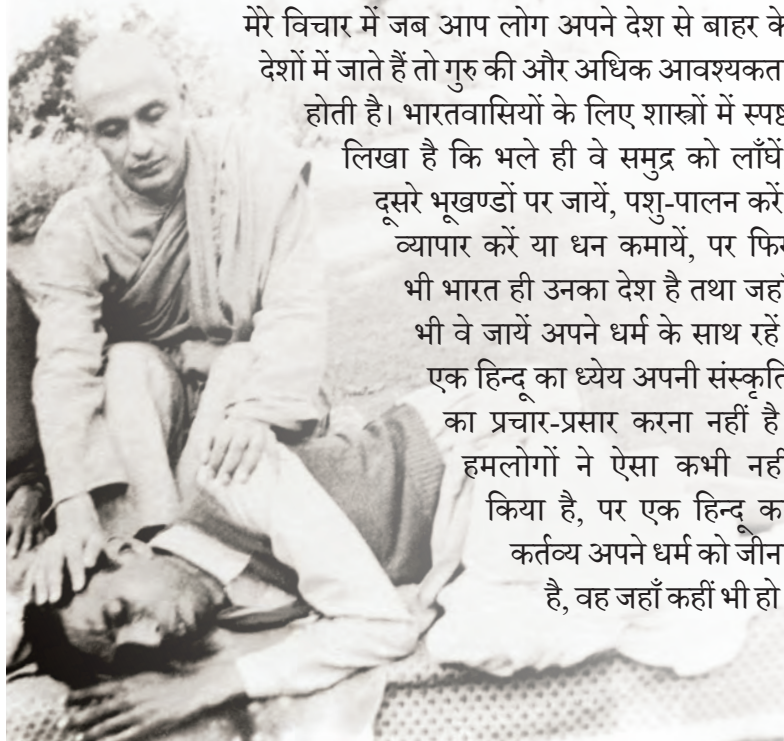 मेरे विचार में जब आप लोग अपने देश से बाहर के
देशों में जाते हैं तो गुरु की और अधिक आवश्यकत
होती है। भारतवासियों के लिए शास्त्रों में स्पष्ट
लिखा है कि भले ही वे समुद्र को लाँघें
दूसरे भूखण्डों पर जायें, पशु-पालन करें
व्यापार करें या धन कमायें, पर फिर
भी भारत ही उनका देश है तथा जहाँ
भी वे जायें अपने धर्म के साथ रहें
एक हिन्दू का ध्येय अपनी संस्कृति
का प्रचार-प्रसार करना नहीं है
हमलोगों ने ऐसा कभी नहीं
किया है, पर एक हिन्दू क
कर्तव्य अपने धर्म को जीन
है, वह जहाँ कहीं भी हो